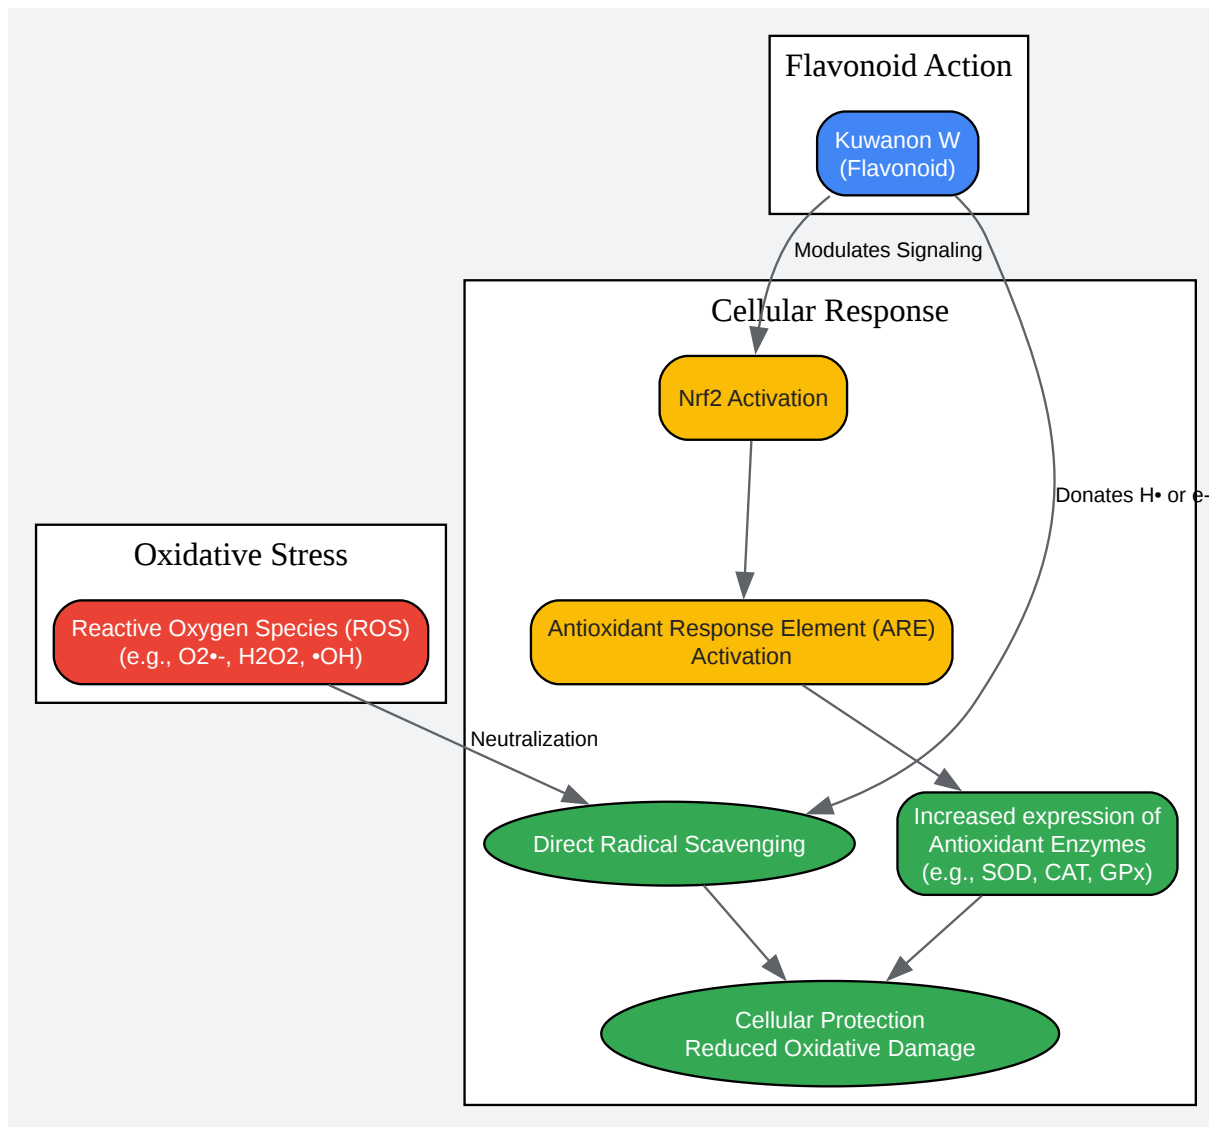 Flavonoid Action
Kuwanon W
(Flavonoid)
Modulates Signaling
Cellular Response
Nrf2 Activation
Donates H• or e-
Oxidative Stress
Reactive Oxygen Species (ROS)
(e.g., O2•-, H2O2, •OH)
Antioxidant Response Element (ARE)
Activation
Neutralization
Direct Radical Scavenging
Increased expression of
Antioxidant Enzymes
(e.g., SOD, CAT, GPx)
Cellular Protection
Reduced Oxidative Damage